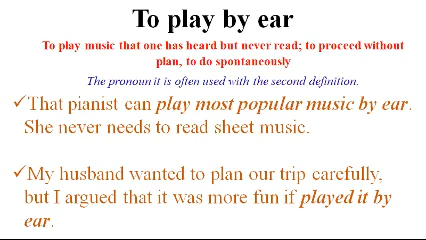 To play by ear
To play music that one has heard but never read; to proceed without
plan, to do spontaneously
The pronoun it is often used with the second definition.
✓That pianist can play most popular music by ear.
She never needs to read sheet music.
✓My husband wanted to plan our trip carefully,
but I argued that it was more fun if played it by
ear.